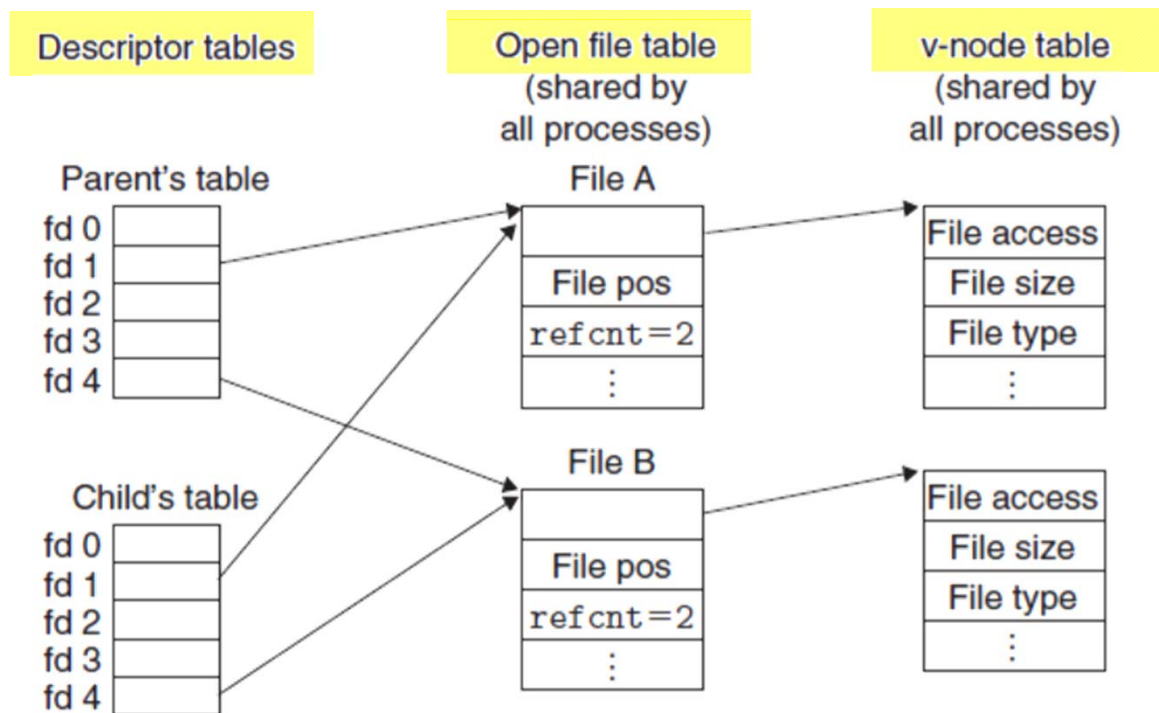 Descriptor tables
Open file table
(shared by
all processes)
v-node table
(shared by
all processes)
Parent's table
fd 0
fd 1
fd 2
fd 3
fd 4
File A
File pos
refcnt=2
⋮
File access
File size
File type
⋮
Child's table
fd 0
fd 1
fd 2
fd 3
fd 4
File B
File pos
refcnt=2
⋮
File access
File size
File type
⋮